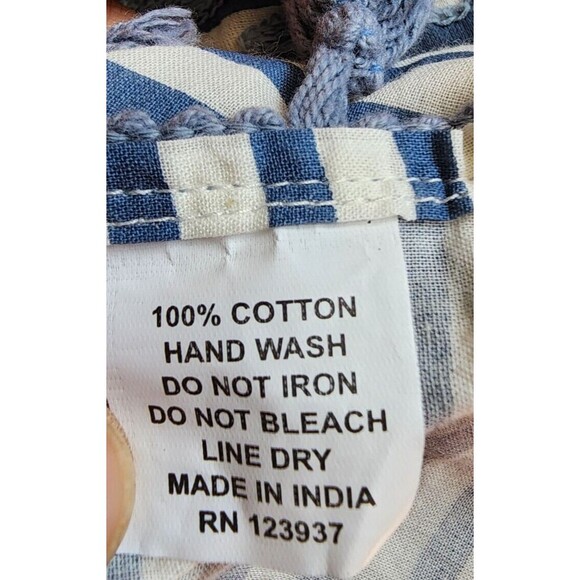 100% COTTON
HAND WASH
DO NOT IRON
DO NOT BLEACH
LINE DRY
MADE IN INDIA
RN 123937